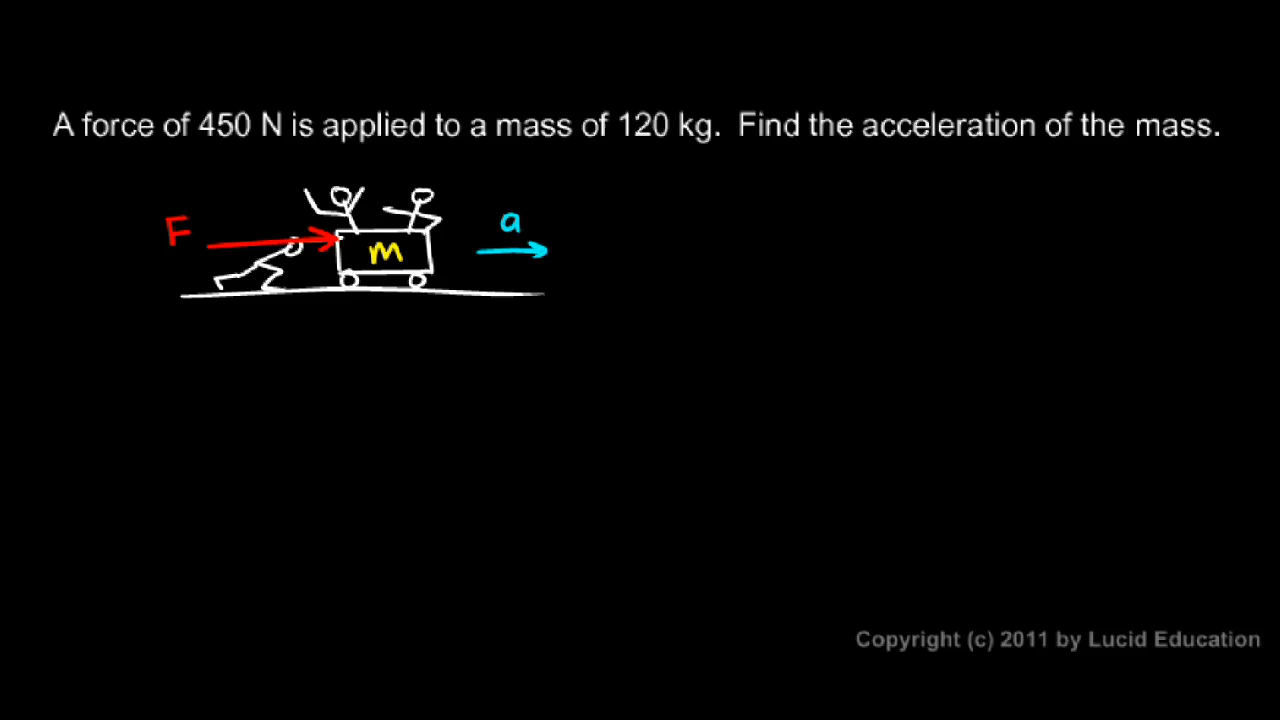 A force of 450 N is applied to a mass of 120 kg.  Find the acceleration of the mass.
a
F
m
Copyright (c) 2011 by Lucid Education